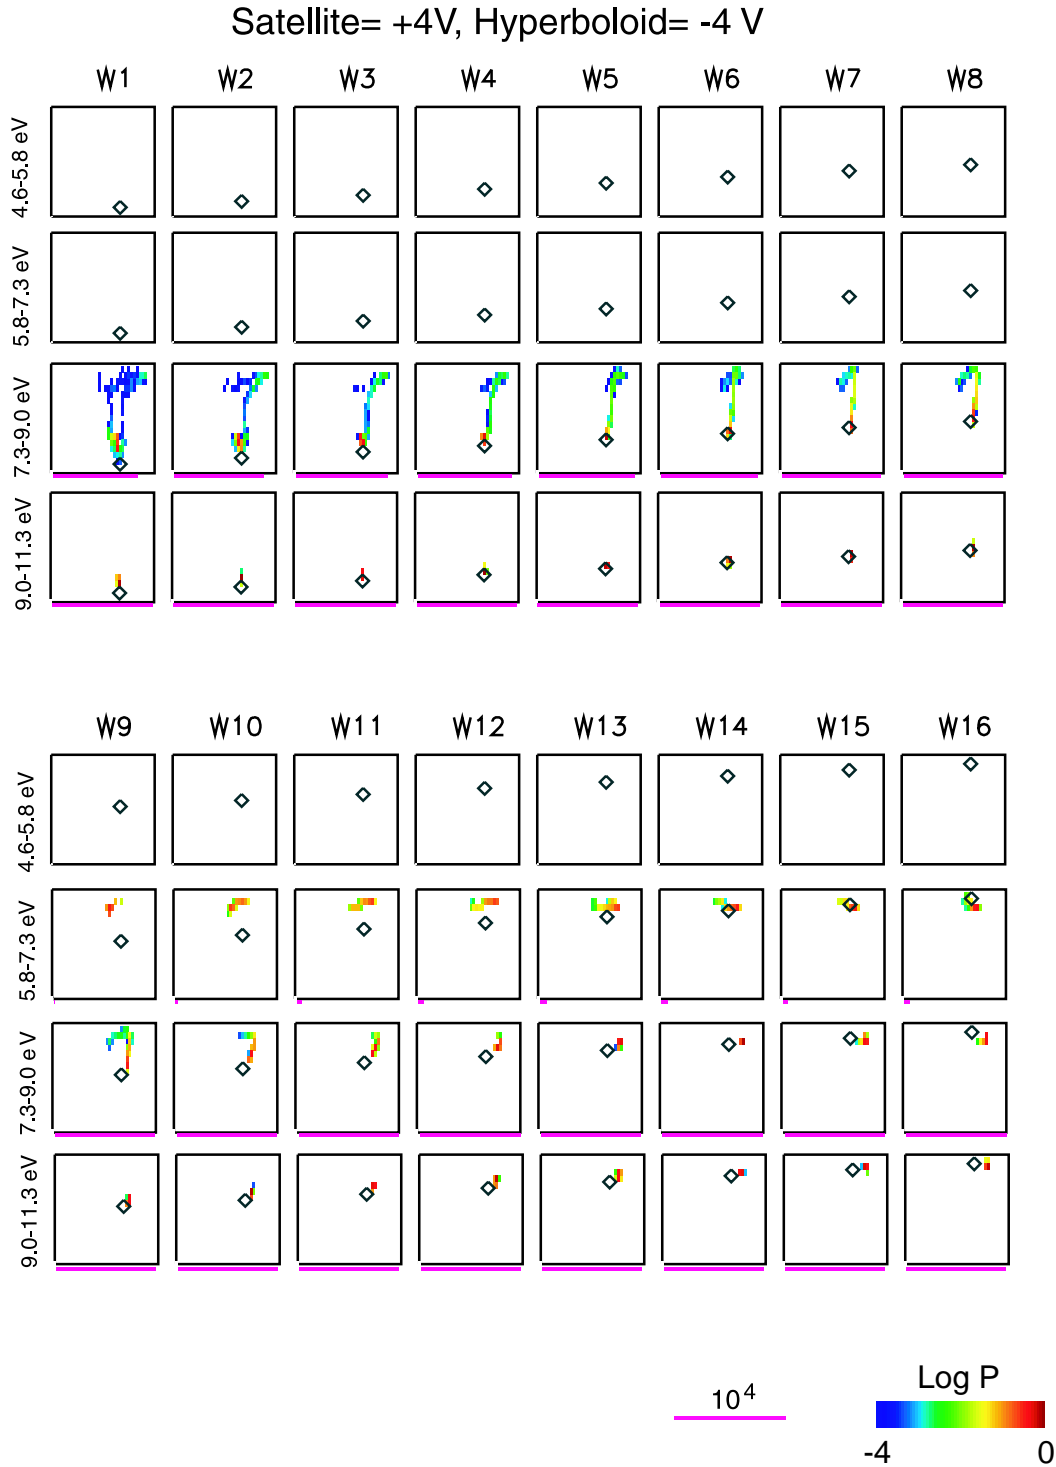 Satellite= +4V, Hyperboloid= -4 V
W1 W2 W3 W4 W5 W6 W7 W8
4.6-5.8 eV
5.8-7.3 eV
7.3-9.0 eV
9.0-11.3 eV
W9 W10 W11 W12 W13 W14 W15 W16
4.6-5.8 eV
5.8-7.3 eV
7.3-9.0 eV
9.0-11.3 eV
10⁴
Log P
-4 0